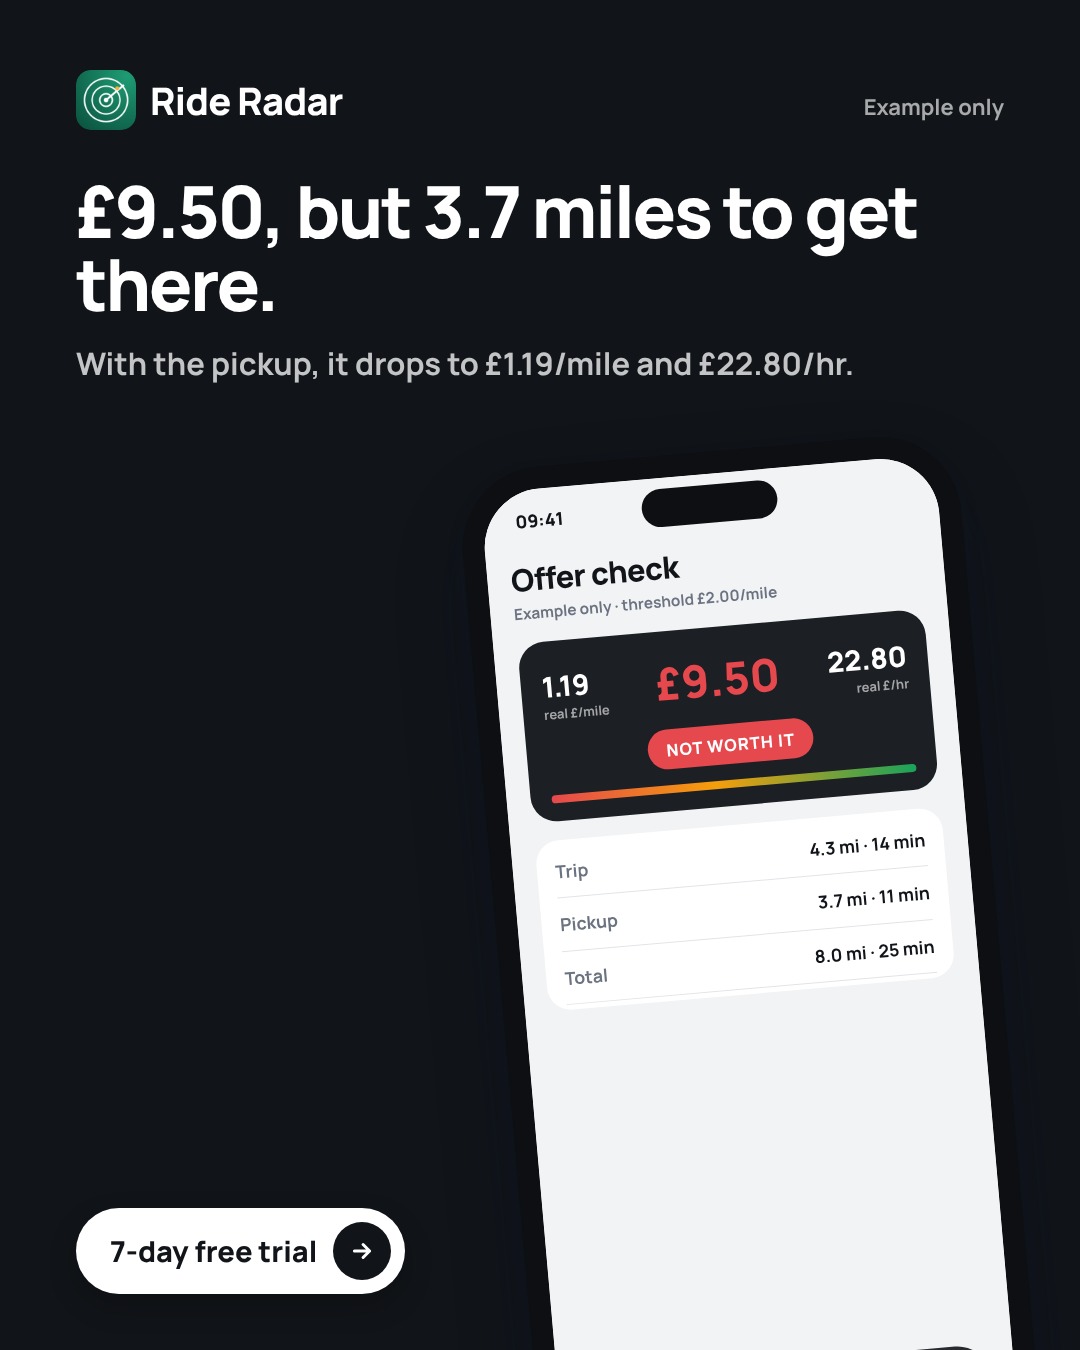 Ride Radar
Example only
£9.50, but 3.7 miles to get
there.
With the pickup, it drops to £1.19/mile and £22.80/hr.
09:41
Offer check
Example only · threshold £2.00/mile
1.19
real £/mile
£9.50
22.80
real £/hr
NOT WORTH IT
Trip
4.3 mi · 14 min
Pickup
3.7 mi · 11 min
Total
8.0 mi · 25 min
7-day free trial